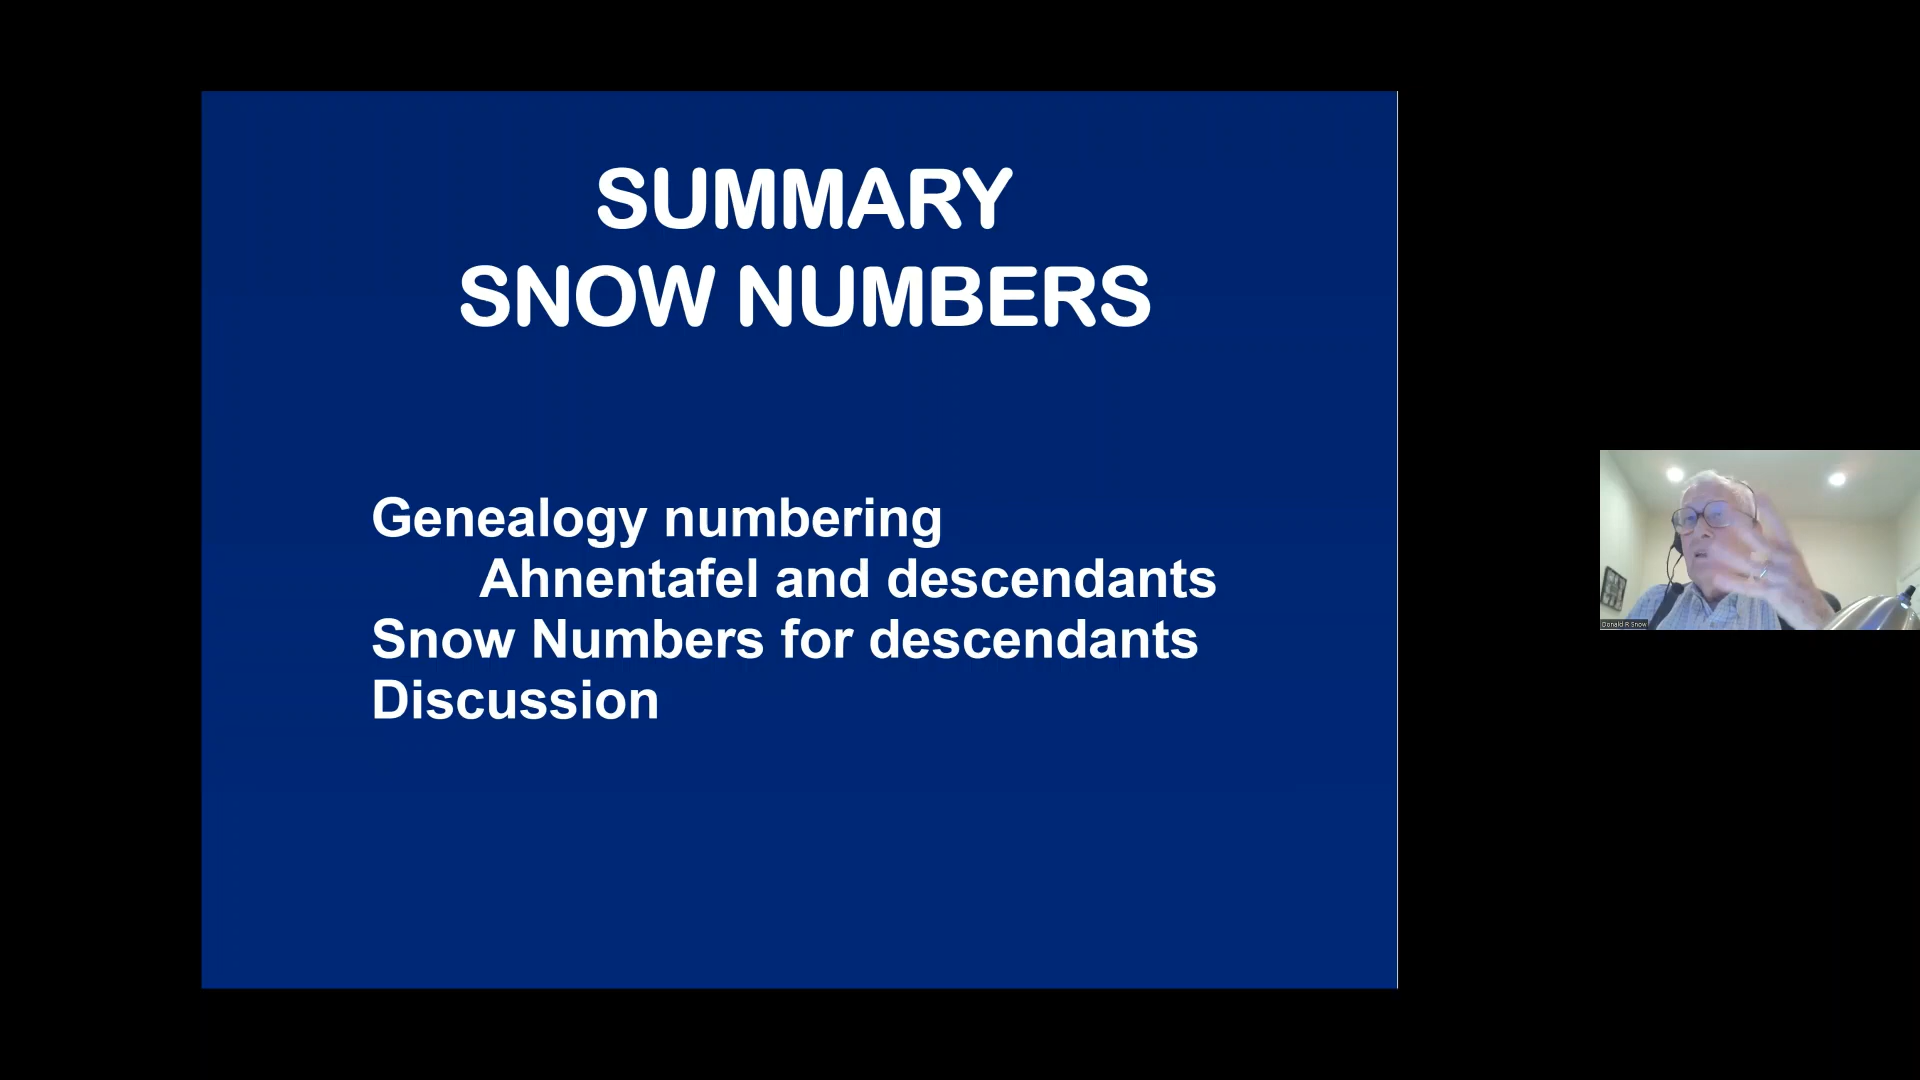 SUMMARY
SNOW NUMBERS
Genealogy numbering
Ahnentafel and descendants
Snow Numbers for descendants
Discussion
Donald R Snow